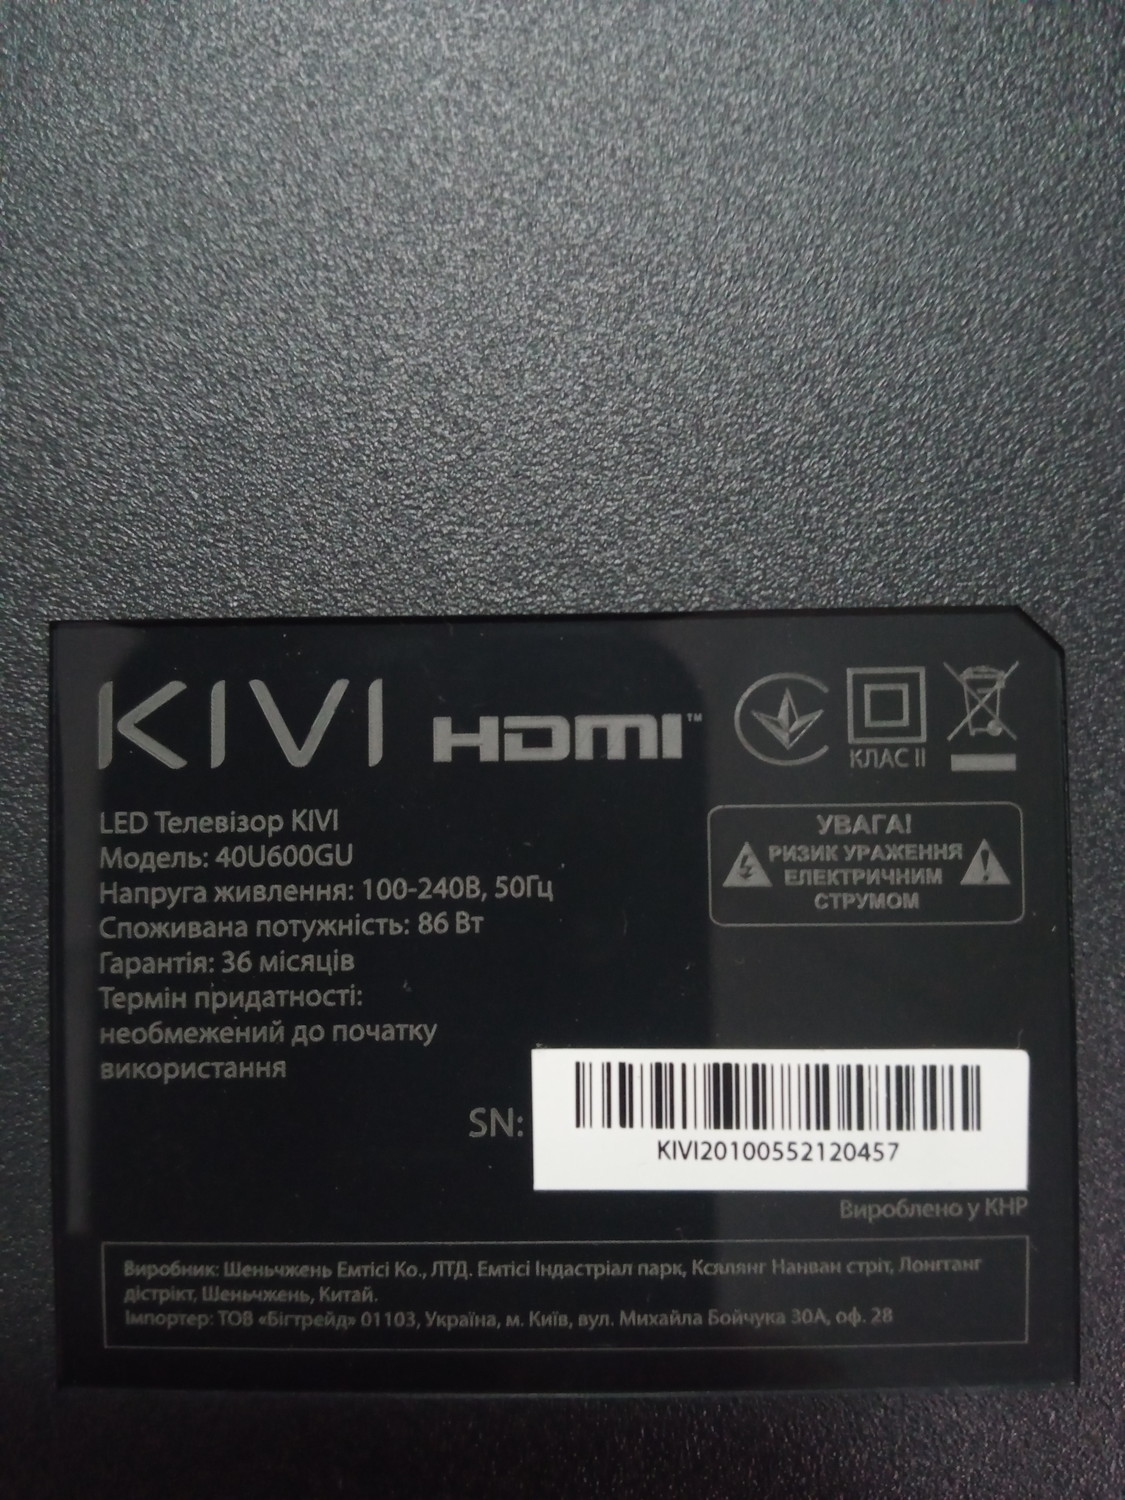 KIVI HDMI™
КЛАС II
LED Телевізор KIVI
Модель: 40U600GU
Напруга живлення: 100-240В, 50Гц
Споживана потужність: 86 Вт
Гарантія: 36 місяців
Термін придатності:
необмежений до початку
використання
УВАГА!
РИЗИК УРАЖЕННЯ
ЕЛЕКТРИЧНИМ
СТРУМОМ
SN:
KIVI20100552120457
Вироблено у КНР
Виробник: Шеньчжень Емтісі Ко., ЛТД. Емтісі Індастріал парк, Ксялянг Нанван стріт, Лонгганг
дістрікт, Шеньчжень, Китай.
Імпортер: ТОВ «Бігтрейд» 01103, Україна, м. Київ, вул. Михайла Бойчука 30А, оф. 28